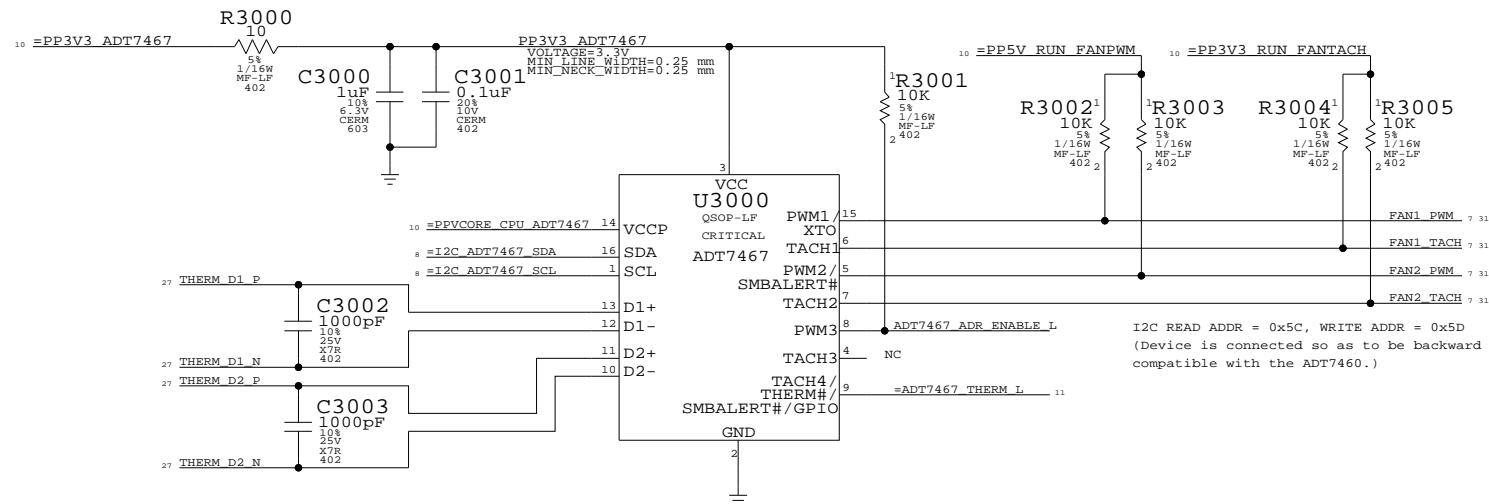 R3000
10
10 =PP3V3_ADT7467
5%
1/16W
MF-LF
402
PP3V3_ADT7467
VOLTAGE=3.3V
MIN_LINE_WIDTH=0.25 mm
MIN_NECK_WIDTH=0.25 mm
C3000
1uF
10%
6.3V
CERM
603
C3001
0.1uF
20%
10V
CERM
402
1
R3001
10K
5%
1/16W
MF-LF
402
2
10 =PP5V_RUN_FANPWM
10 =PP3V3_RUN_FANTACH
R3002 1
10K
5%
1/16W
MF-LF
402 2
1 R3003
10K
5%
1/16W
MF-LF
2 402
R3004 1
10K
5%
1/16W
MF-LF
402 2
1 R3005
10K
5%
1/16W
MF-LF
2 402
3
VCC
U3000
QSOP-LF
CRITICAL
ADT7467
10 =PPVCORE_CPU_ADT7467 14 VCCP
8 =I2C_ADT7467_SDA 16 SDA
8 =I2C_ADT7467_SCL 1 SCL
27 THERM_D1_P
C3002
1000pF
10%
25V
X7R
402
27 THERM_D1_N
27 THERM_D2_P
C3003
1000pF
10%
25V
X7R
402
27 THERM_D2_N
13 D1+
12 D1-
11 D2+
10 D2-
PWM1/ 15
XTO
FAN1_PWM 7 31
TACH1 6
FAN1_TACH 7 31
PWM2/ 5
SMBALERT#
FAN2_PWM 7 31
TACH2 7
FAN2_TACH 7 31
PWM3 8 ADT7467_ADR_ENABLE_L
TACH3 4 NC
TACH4/
THERM#/ 9 =ADT7467_THERM_L 11
SMBALERT#/GPIO
GND
2
I2C READ ADDR = 0x5C, WRITE ADDR = 0x5D
(Device is connected so as to be backward
compatible with the ADT7460.)